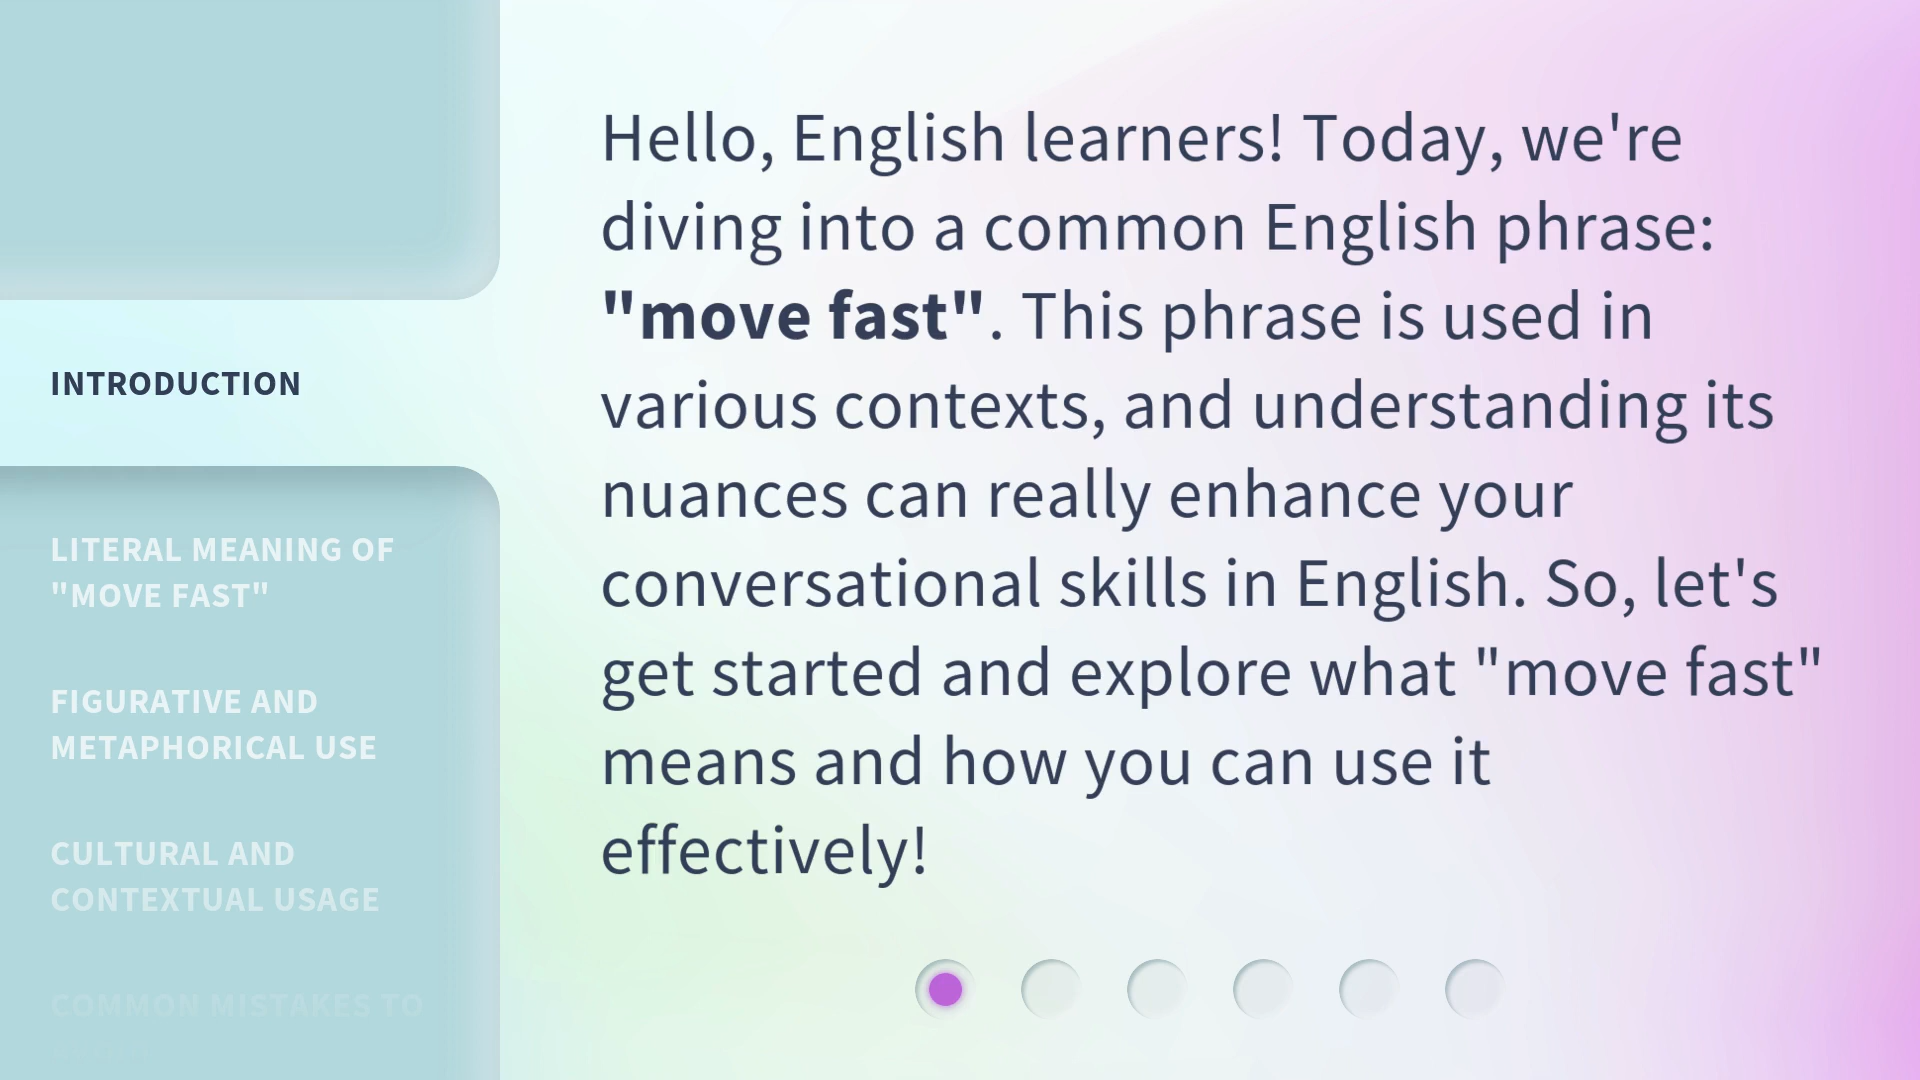 INTRODUCTION
LITERAL MEANING OF
"MOVE FAST"
FIGURATIVE AND
METAPHORICAL USE
CULTURAL AND
CONTEXTUAL USAGE
COMMON MISTAKES TO
Hello, English learners! Today, we're
diving into a common English phrase:
"move fast". This phrase is used in
various contexts, and understanding its
nuances can really enhance your
conversational skills in English. So, let's
get started and explore what "move fast"
means and how you can use it
effectively!